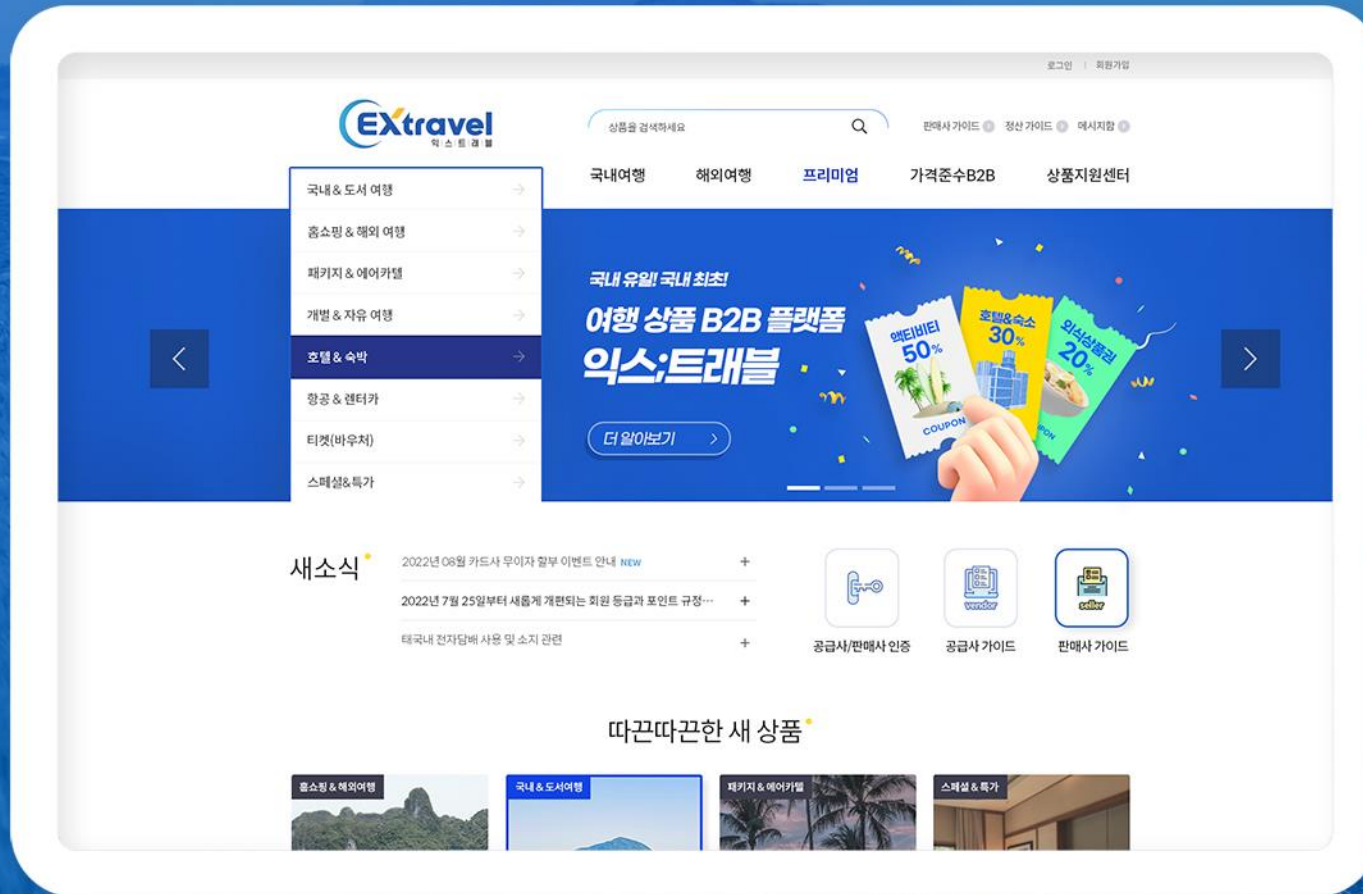 로그인
회원가입
EXtravel
익스트래블
상품을 검색하세요
판매사 가이드
정산 가이드
메시지함
국내여행
해외여행
프리미엄
가격준수B2B
상품지원센터
국내 & 도서 여행
홈쇼핑 & 해외 여행
패키지 & 에어카텔
개별 & 자유 여행
호텔 & 숙박
항공 & 렌터카
티켓(바우처)
스페셜&특가
국내 유일! 국내 최초!
여행 상품 B2B 플랫폼
익스;트래블
더 알아보기
액티비티
50%
COUPON
호텔&숙소
30%
외식상품권
20%
새소식
2022년 08월 카드사 무이자 할부 이벤트 안내 NEW
2022년 7월 25일부터 새롭게 개편되는 회원 등급과 포인트 규정···
태국내 전자담배 사용 및 소지 관련
vendor
seller
공급사/판매사 인증
공급사 가이드
판매사 가이드
따끈따끈한 새 상품
홈쇼핑 & 해외여행
국내 & 도서여행
패키지 & 에어카텔
스페셜 & 특가